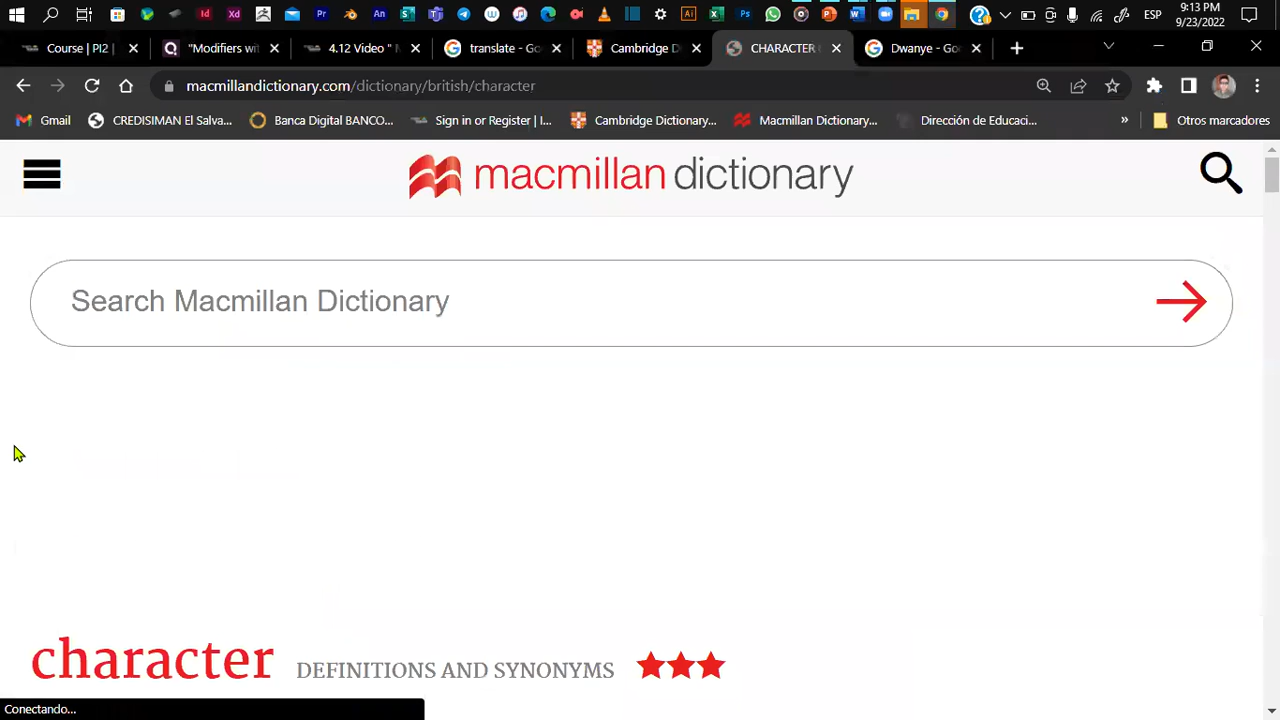 9:13 PM
ESP
9/23/2022
Course | PI2
"Modifiers wi
4.12 Video "
translate - Go
Cambridge D
CHARACTER
Dwanye - Go
macmillandictionary.com/dictionary/british/character
Gmail
CREDISIMAN El Salva...
Banca Digital BANCO...
Sign in or Register | I...
Cambridge Dictionary...
Macmillan Dictionary...
Dirección de Educaci...
»
Otros marcadores
macmillan dictionary
Search Macmillan Dictionary
character DEFINITIONS AND SYNONYMS
Conectando...